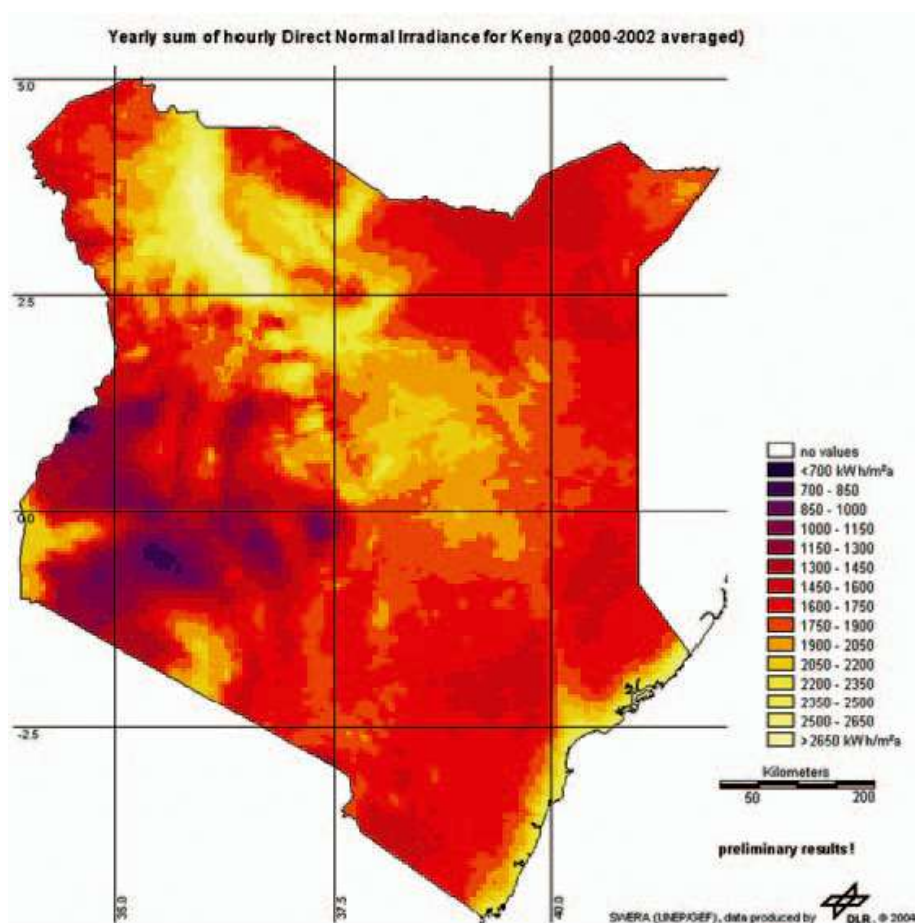 Yearly sum of hourly Direct Normal Irradiance for Kenya (2000-2002 averaged)
5.0
2.5
0.0
-2.5
35.0
37.5
40.0
no values
<700 kWh/m²a
700 - 850
850 - 1000
1000 - 1150
1150 - 1300
1300 - 1450
1450 - 1600
1600 - 1750
1750 - 1900
1900 - 2050
2050 - 2200
2200 - 2350
2350 - 2500
2500 - 2650
>2650 kWh/m²a
Kilometers
50 200
preliminary results!
SWERA (UNEP/GEF), data produced by DLR, © 2004